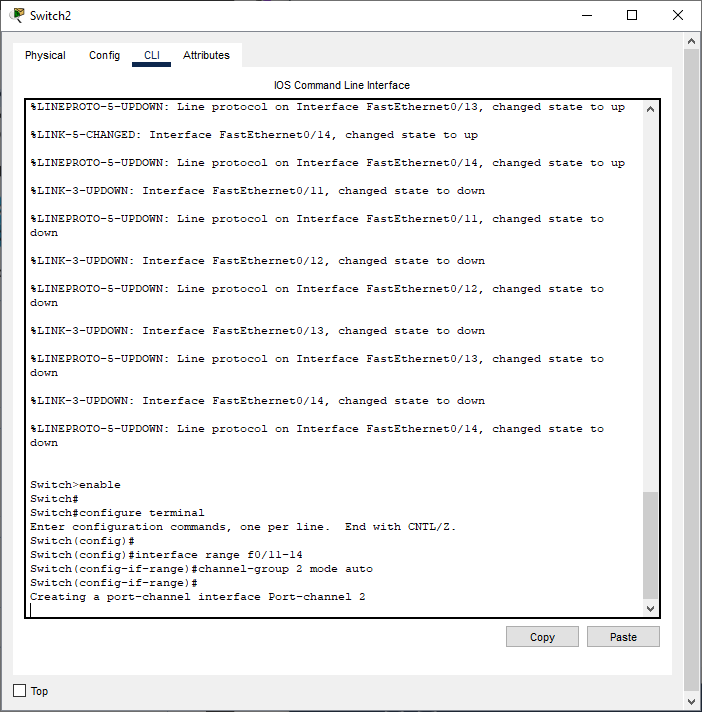 Switch2
Physical Config CLI Attributes
IOS Command Line Interface
%LINEPROTO-5-UPDOWN: Line protocol on Interface FastEthernet0/13, changed state to up
%LINK-5-CHANGED: Interface FastEthernet0/14, changed state to up
%LINEPROTO-5-UPDOWN: Line protocol on Interface FastEthernet0/14, changed state to up
%LINK-3-UPDOWN: Interface FastEthernet0/11, changed state to down
%LINEPROTO-5-UPDOWN: Line protocol on Interface FastEthernet0/11, changed state to
down
%LINK-3-UPDOWN: Interface FastEthernet0/12, changed state to down
%LINEPROTO-5-UPDOWN: Line protocol on Interface FastEthernet0/12, changed state to
down
%LINK-3-UPDOWN: Interface FastEthernet0/13, changed state to down
%LINEPROTO-5-UPDOWN: Line protocol on Interface FastEthernet0/13, changed state to
down
%LINK-3-UPDOWN: Interface FastEthernet0/14, changed state to down
%LINEPROTO-5-UPDOWN: Line protocol on Interface FastEthernet0/14, changed state to
down
Switch>enable
Switch#
Switch#configure terminal
Enter configuration commands, one per line.  End with CNTL/Z.
Switch(config)#
Switch(config)#interface range f0/11-14
Switch(config-if-range)#channel-group 2 mode auto
Switch(config-if-range)#
Creating a port-channel interface Port-channel 2
Copy Paste
Top